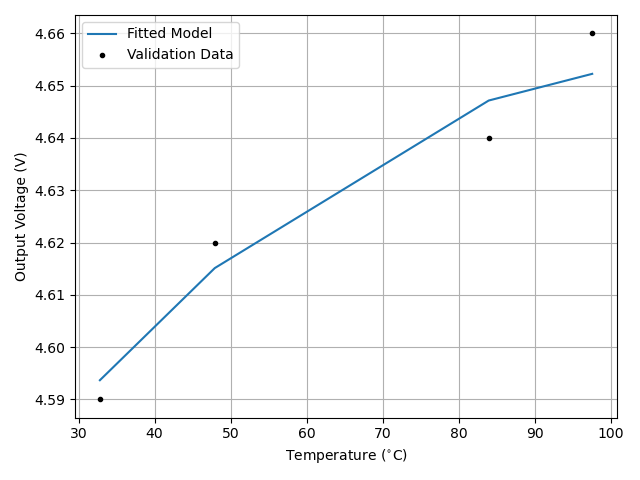 Fitted Model
Validation Data
4.66
4.65
4.64
4.63
4.62
4.61
4.60
4.59
Output Voltage (V)
30 40 50 60 70 80 90 100
Temperature (°C)